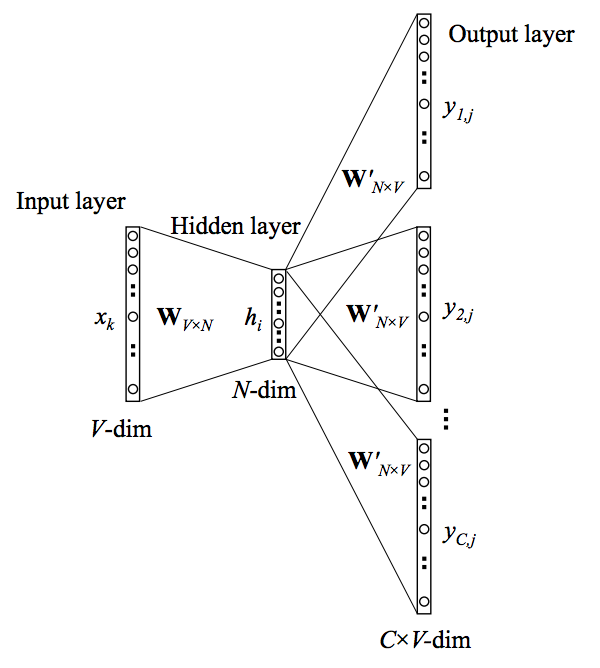 Output layer
y1,j
W′N×V
Input layer
Hidden layer
xk
WV×N
hi
W′N×V
y2,j
N-dim
V-dim
W′N×V
yC,j
C×V-dim